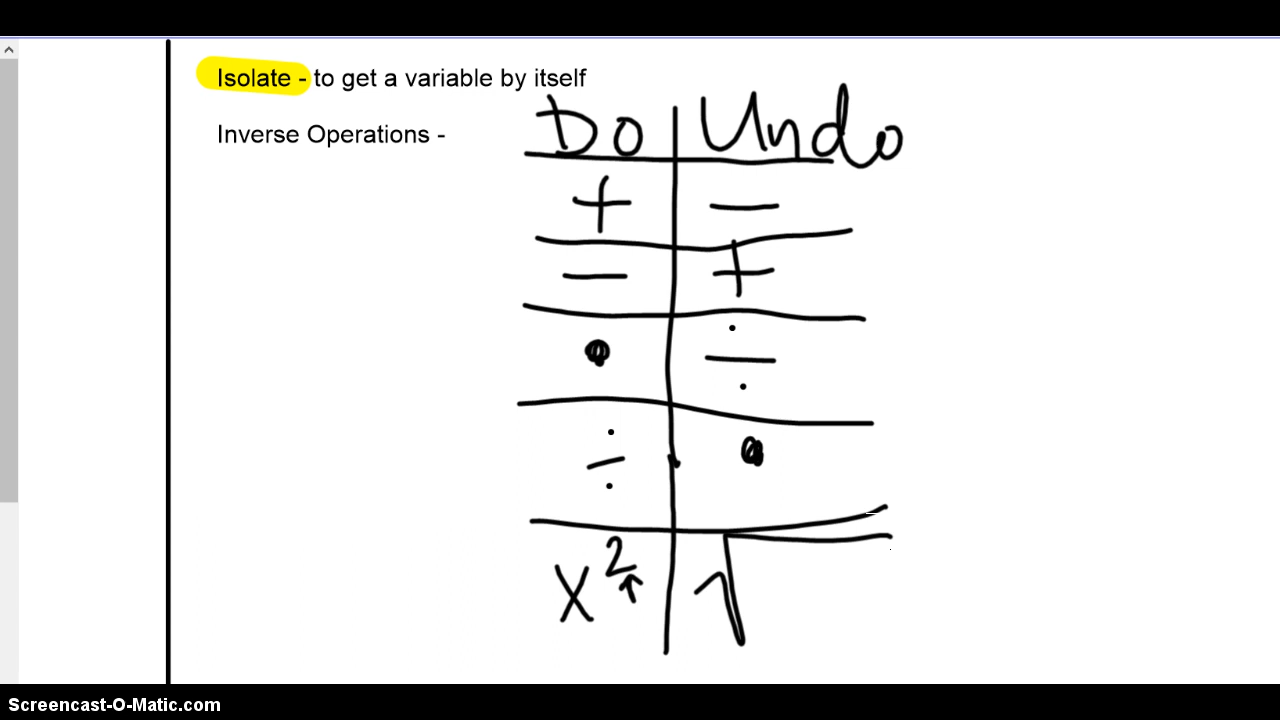 Isolate - to get a variable by itself
Inverse Operations -
Do Undo
+ −
− +
• ÷
÷ •
x² √
Screencast-O-Matic.com